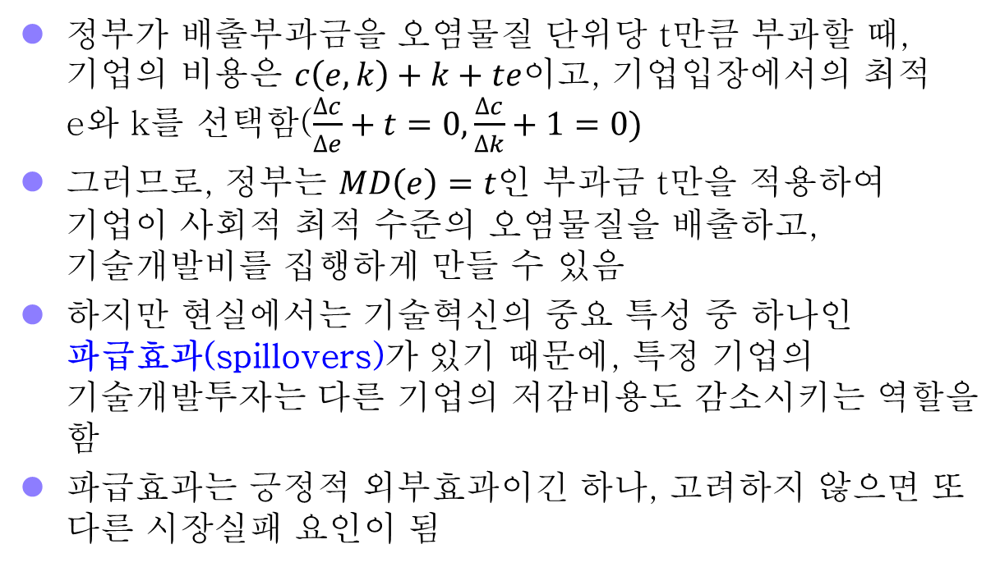 ● 정부가 배출부과금을 오염물질 단위당 t만큼 부과할 때,
기업의 비용은 c(e, k) + k + te이고, 기업입장에서의 최적
e와 k를 선택함(Δc/Δe + t = 0, Δc/Δk + 1 = 0)
● 그러므로, 정부는 MD(e) = t인 부과금 t만을 적용하여
기업이 사회적 최적 수준의 오염물질을 배출하고,
기술개발비를 집행하게 만들 수 있음
● 하지만 현실에서는 기술혁신의 중요 특성 중 하나인
파급효과(spillovers)가 있기 때문에, 특정 기업의
기술개발투자는 다른 기업의 저감비용도 감소시키는 역할을
함
● 파급효과는 긍정적 외부효과이긴 하나, 고려하지 않으면 또
다른 시장실패 요인이 됨